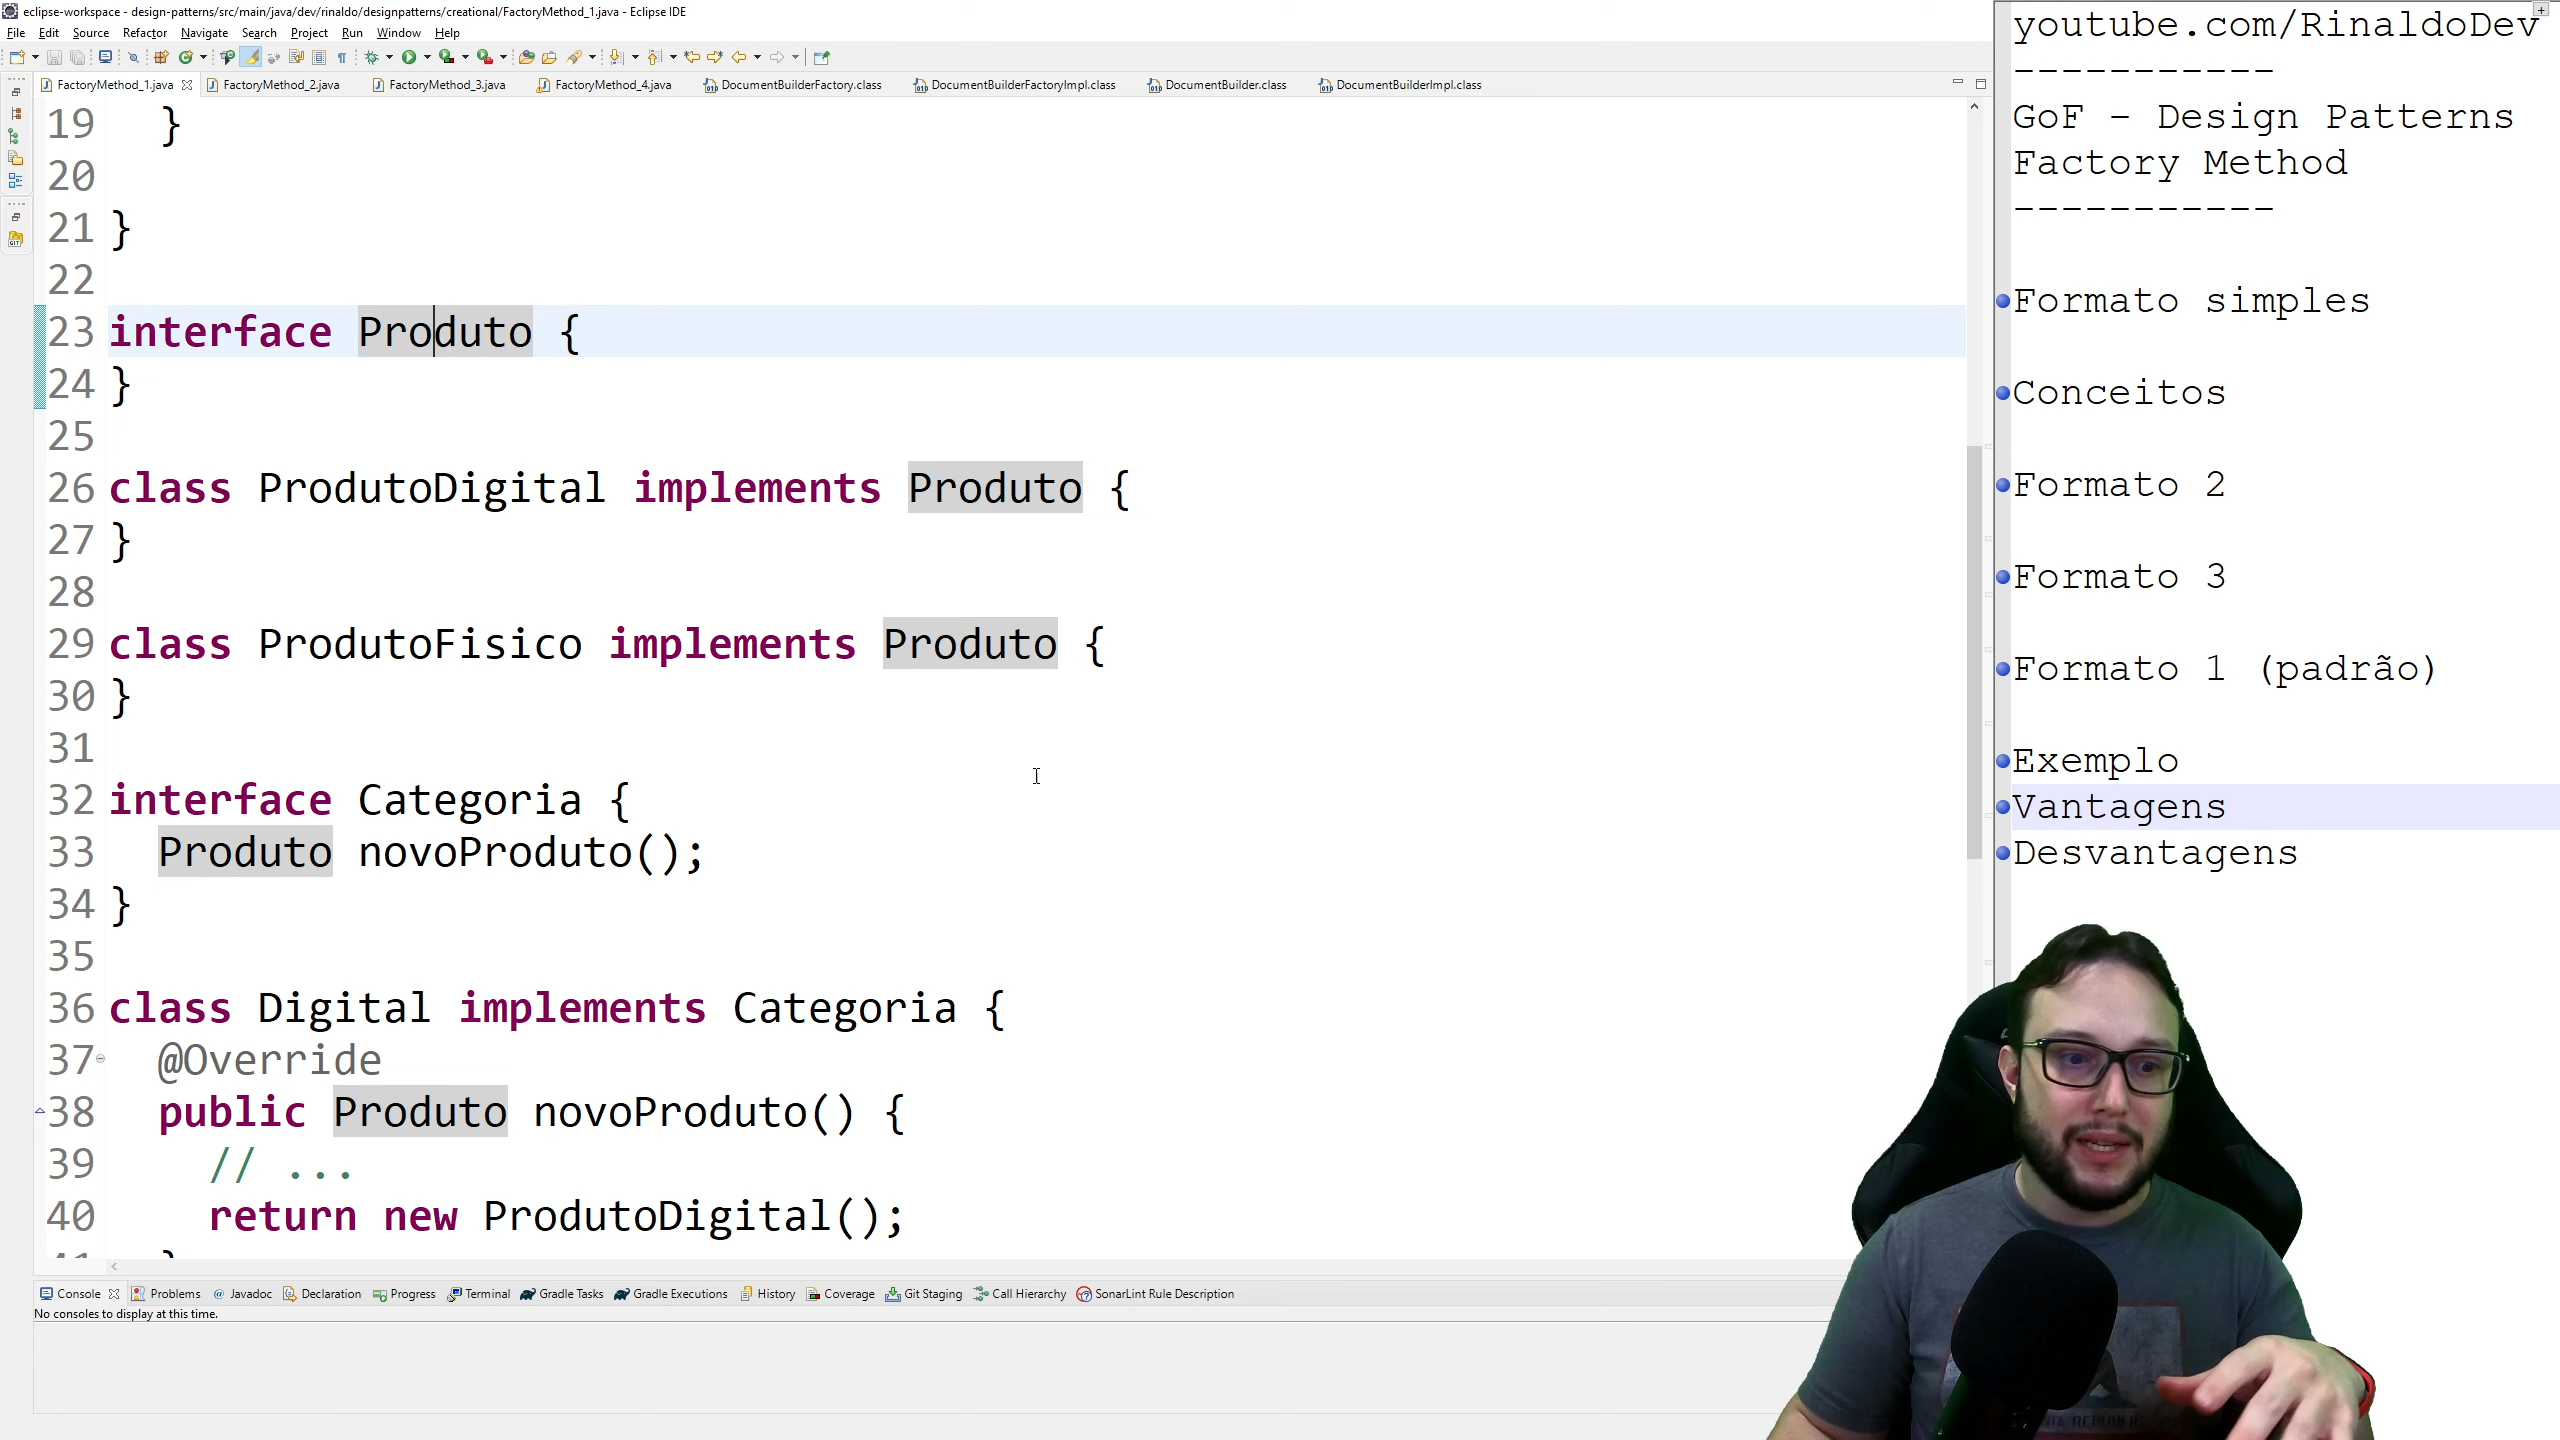 eclipse-workspace - design-patterns/src/main/java/dev/rinaldo/designpatterns/creational/FactoryMethod_1.java - Eclipse IDE
File Edit Source Refactor Navigate Search Project Run Window Help
FactoryMethod_1.java FactoryMethod_2.java FactoryMethod_3.java FactoryMethod_4.java DocumentBuilderFactory.class DocumentBuilderFactoryImpl.class DocumentBuilder.class DocumentBuilderImpl.class
19 }
20
21 }
22
23 interface Produto {
24 }
25
26 class ProdutoDigital implements Produto {
27 }
28
29 class ProdutoFisico implements Produto {
30 }
31
32 interface Categoria {
33 Produto novoProduto();
34 }
35
36 class Digital implements Categoria {
37 @Override
38 public Produto novoProduto() {
39 // ...
40 return new ProdutoDigital();
Console Problems @ Javadoc Declaration Progress Terminal Gradle Tasks Gradle Executions History Coverage Git Staging Call Hierarchy SonarLint Rule Description
No consoles to display at this time.
youtube.com/RinaldoDev
-----------
GoF - Design Patterns
Factory Method
-----------
Formato simples
Conceitos
Formato 2
Formato 3
Formato 1 (padrão)
Exemplo
Vantagens
Desvantagens